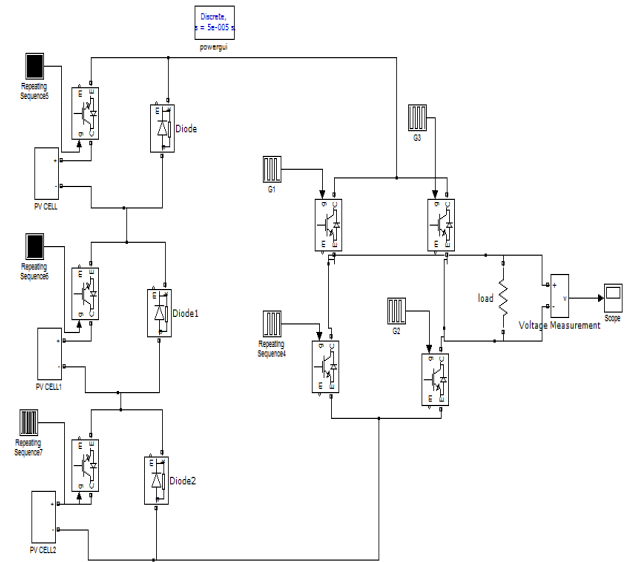 Discrete,
s = 5e-005 s.
powergui
Repeating
Sequence5
m
E
g
C
m
Diode
+
-
PV CELL
G1
G3
g
C
m
E
g
C
m
E
Repeating
Sequence6
m
E
g
C
m
Diode1
+
-
PV CELL1
load
+
-
v
Voltage Measurement
Scope
Repeating
Sequence4
G2
g
C
m
E
g
C
m
E
Repeating
Sequence7
m
E
g
C
m
Diode2
+
-
PV CELL2